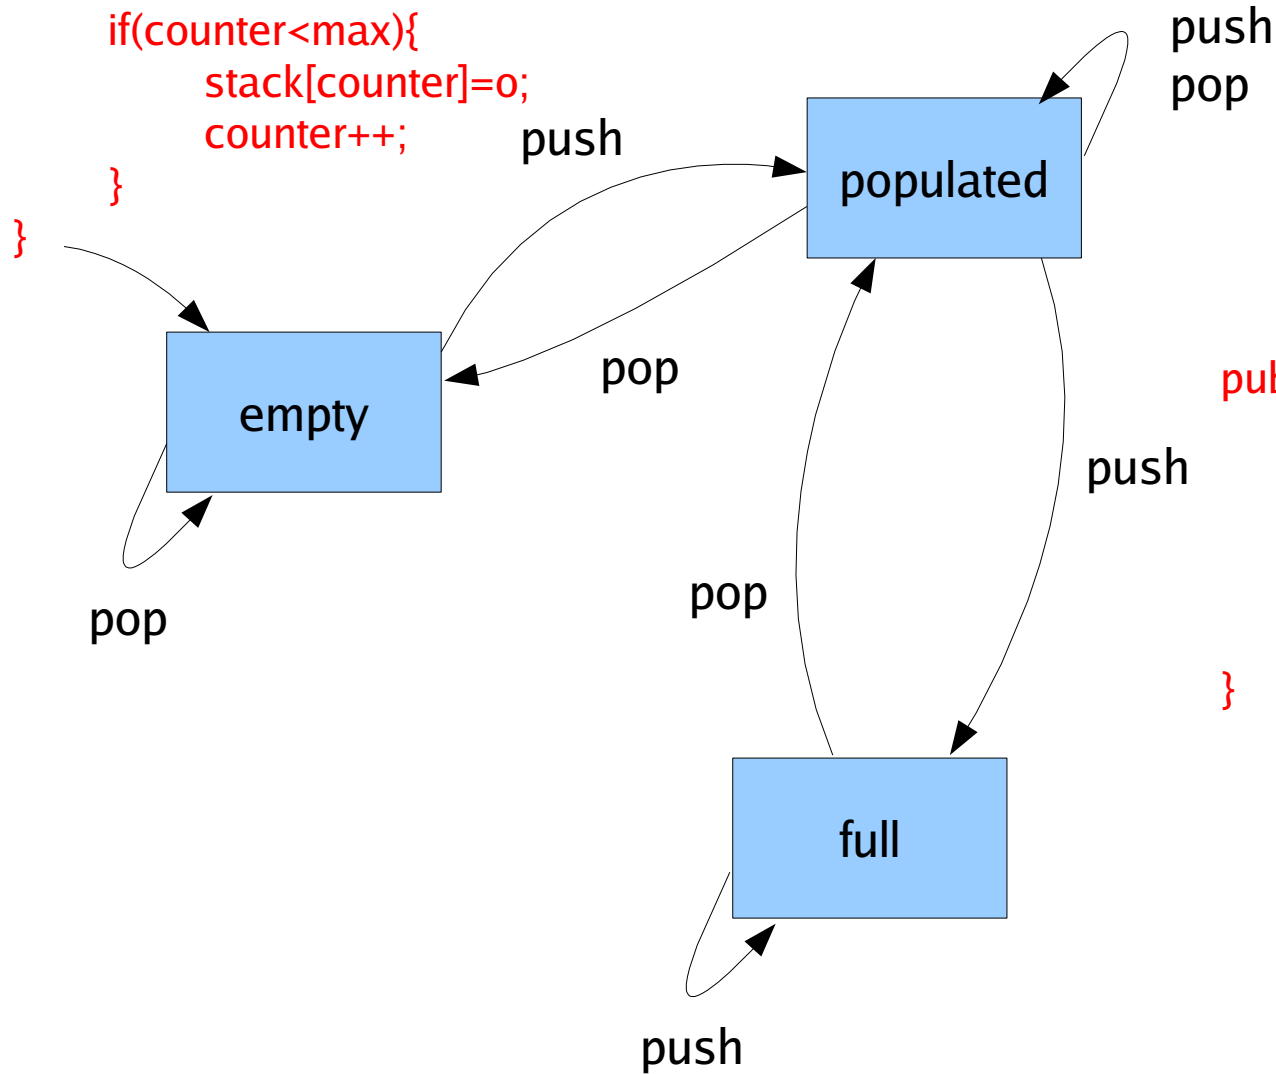 if(counter<max){
stack[counter]=o;
counter++;
}
}
push
pop
push
populated
pop
empty
push
pop
pop
}
full
push